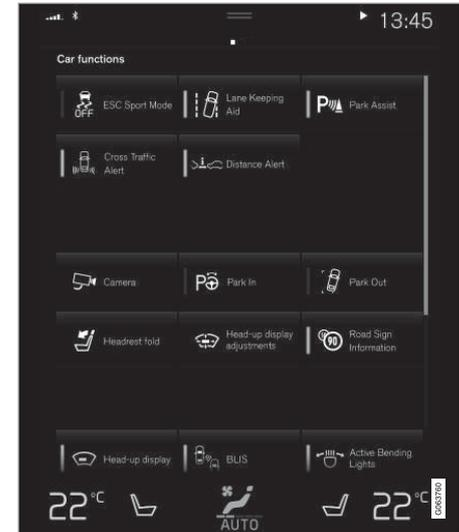 13:45
Car functions
OFF
ESC Sport Mode
Lane Keeping
Aid
P
Park Assist
Cross Traffic
Alert
Distance Alert
Camera
P
Park In
Park Out
Headrest fold
Head-up display
adjustments
90
Road Sign
Information
Head-up display
BLIS
Active Bending
Lights
22°C
AUTO
22°C
G063760